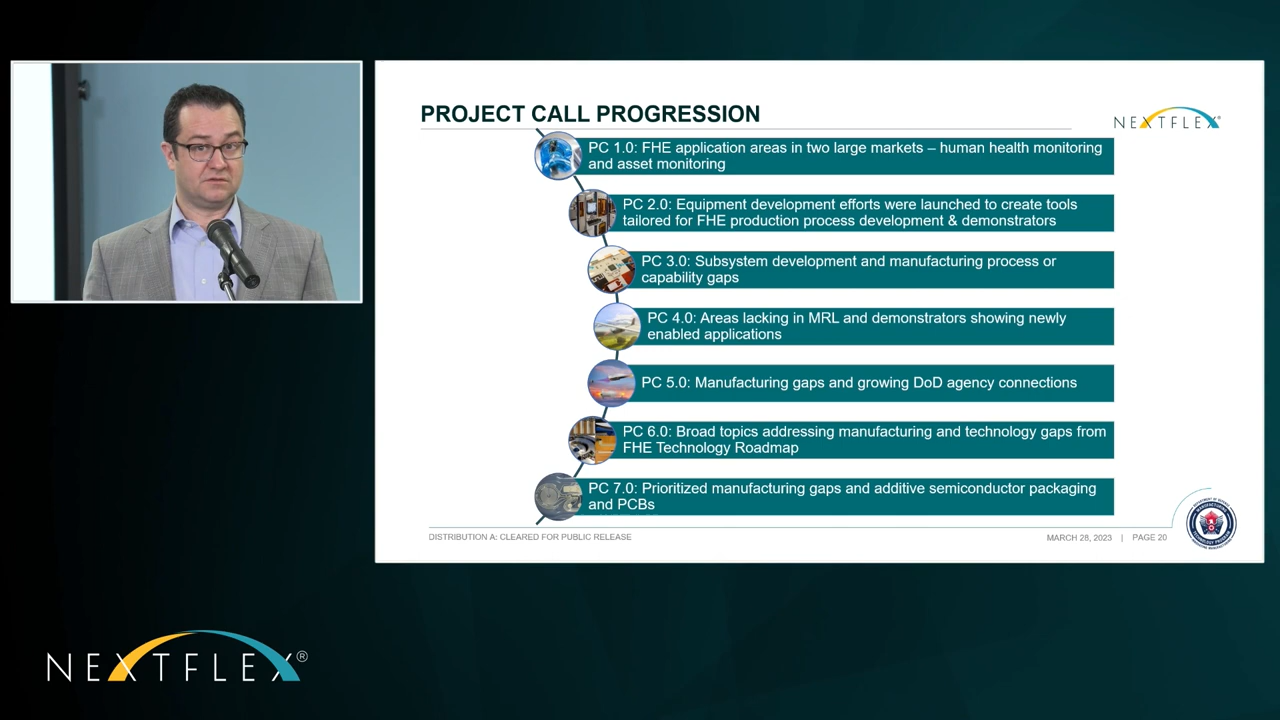 PROJECT CALL PROGRESSION
NEXTFLEX®
PC 1.0: FHE application areas in two large markets – human health monitoring
and asset monitoring
PC 2.0: Equipment development efforts were launched to create tools
tailored for FHE production process development & demonstrators
PC 3.0: Subsystem development and manufacturing process or
capability gaps
PC 4.0: Areas lacking in MRL and demonstrators showing newly
enabled applications
PC 5.0: Manufacturing gaps and growing DoD agency connections
PC 6.0: Broad topics addressing manufacturing and technology gaps from
FHE Technology Roadmap
PC 7.0: Prioritized manufacturing gaps and additive semiconductor packaging
and PCBs
DISTRIBUTION A: CLEARED FOR PUBLIC RELEASE
MARCH 28, 2023 | PAGE 20
NEXTFLEX®